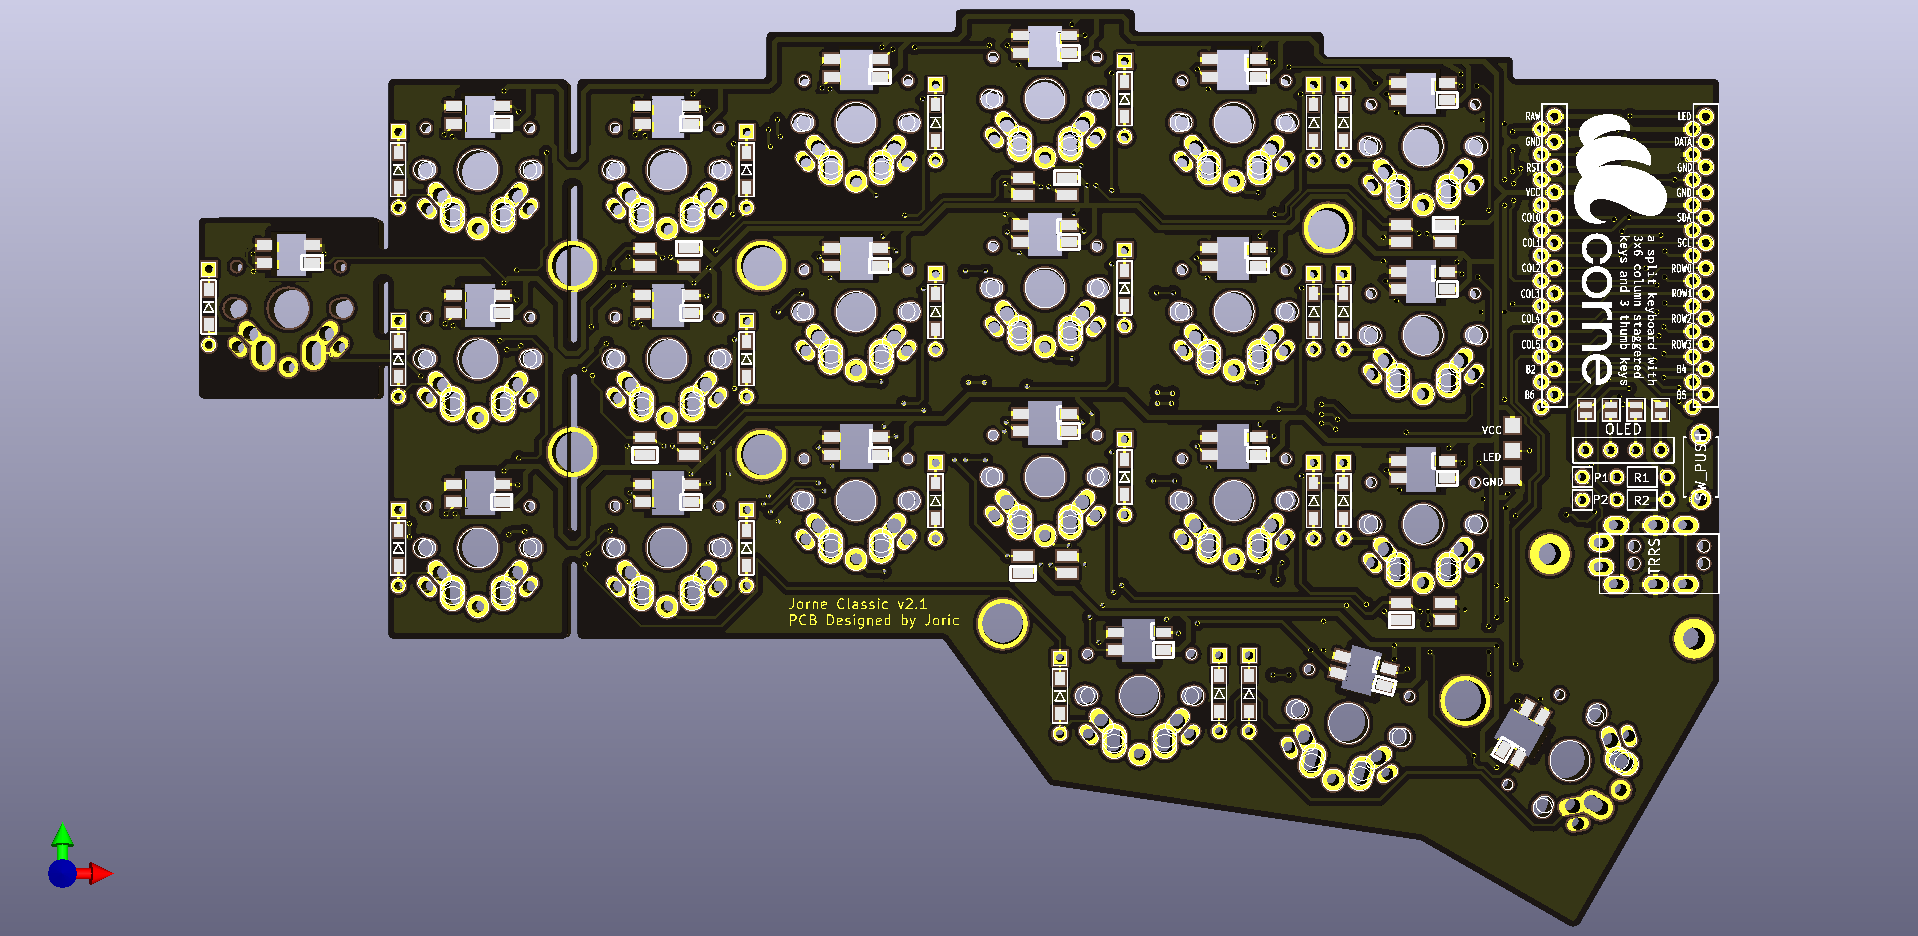 RAW
GND
RST
VCC
COL0
COL1
COL2
COL3
COL4
COL5
B2
B6
LED
DATA
GND
GND
SDA
SCL
ROW0
ROW1
ROW2
ROW3
B4
B5
corne
a split keyboard with
3x6 column staggered
keys and 3 thumb keys
OLED
VCC
LED
GND
P1
R1
P2
R2
SW_PUSH
TRRS
Jorne Classic v2.1
PCB Designed by Joric